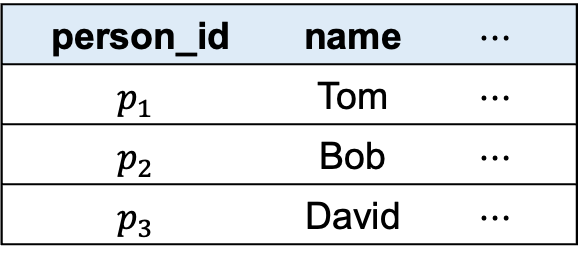 person_id name ⋯
p₁ Tom ⋯
p₂ Bob ⋯
p₃ David ⋯